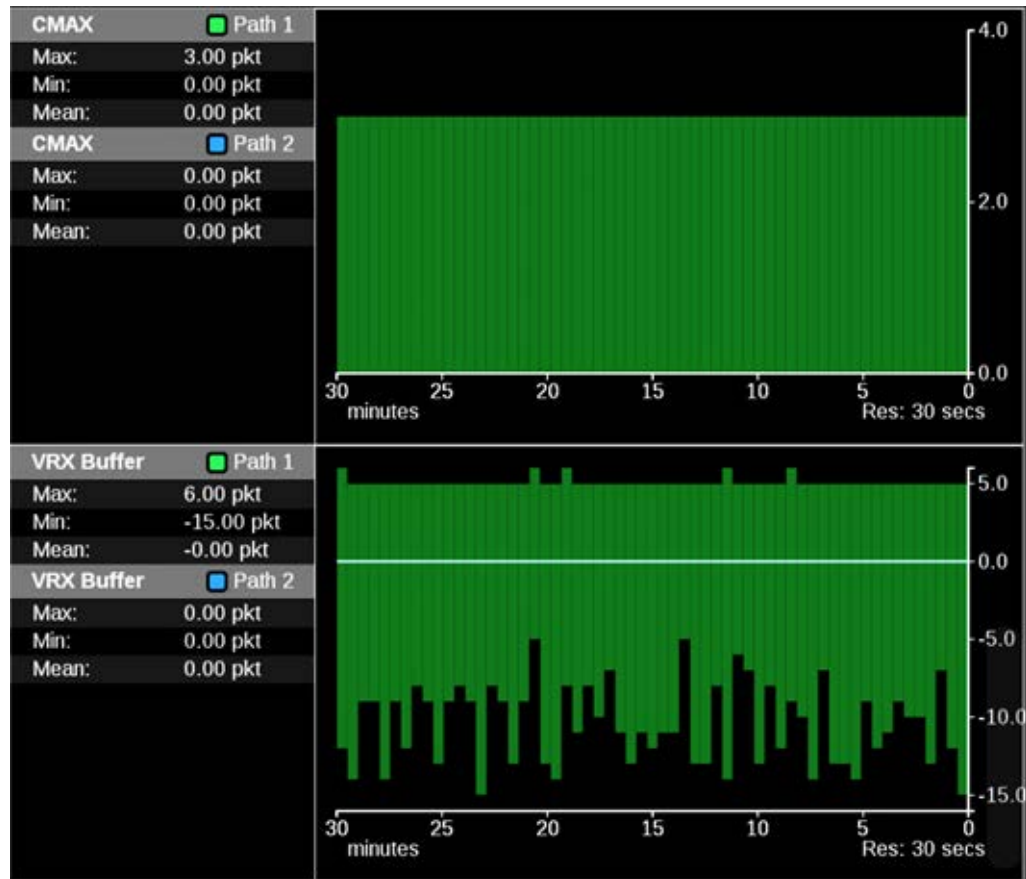 CMAX Path 1
Max: 3.00 pkt
Min: 0.00 pkt
Mean: 0.00 pkt
CMAX Path 2
Max: 0.00 pkt
Min: 0.00 pkt
Mean: 0.00 pkt
4.0
2.0
0.0
30 25 20 15 10 5 0
minutes Res: 30 secs
VRX Buffer Path 1
Max: 6.00 pkt
Min: -15.00 pkt
Mean: -0.00 pkt
VRX Buffer Path 2
Max: 0.00 pkt
Min: 0.00 pkt
Mean: 0.00 pkt
5.0
0.0
-5.0
-10.0
-15.0
30 25 20 15 10 5 0
minutes Res: 30 secs